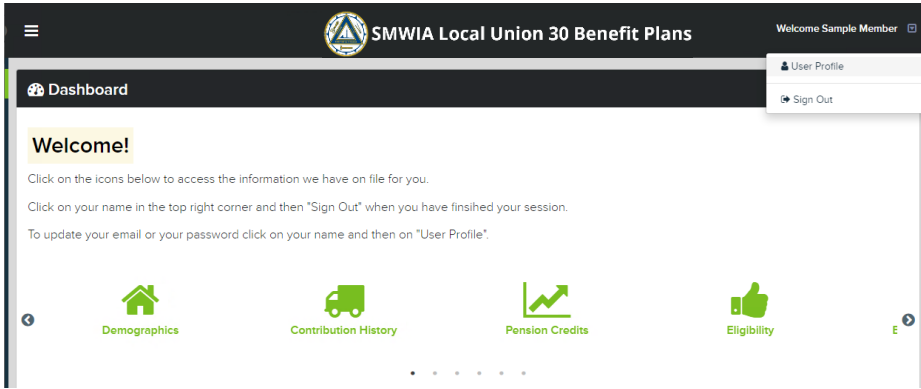 SMWIA Local Union 30 Benefit Plans
Welcome Sample Member
User Profile
Sign Out
Dashboard
Welcome!
Click on the icons below to access the information we have on file for you.
Click on your name in the top right corner and then "Sign Out" when you have finsihed your session.
To update your email or your password click on your name and then on "User Profile".
Demographics
Contribution History
Pension Credits
Eligibility
E